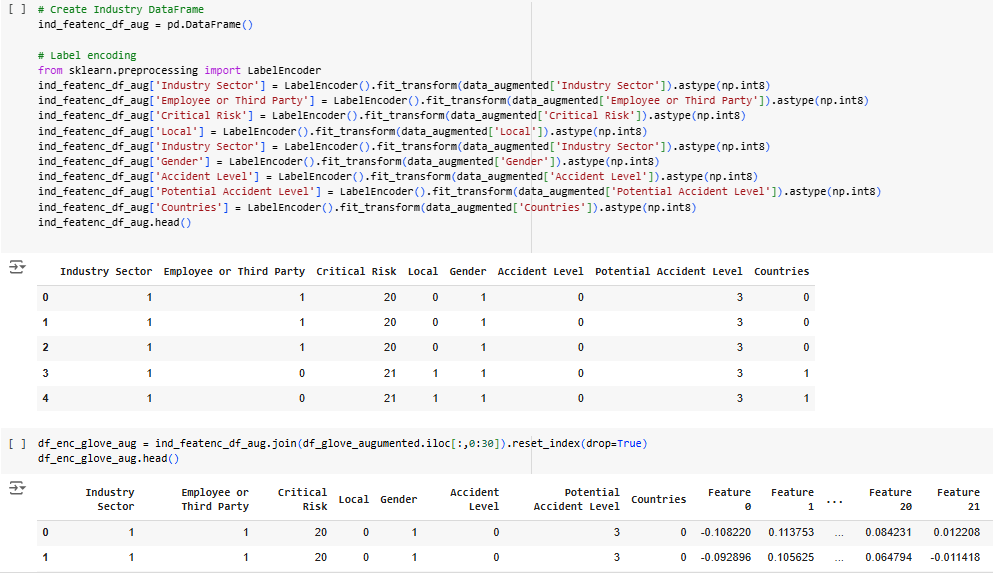 [ ] # Create Industry DataFrame
ind_featenc_df_aug = pd.DataFrame()
# Label encoding
from sklearn.preprocessing import LabelEncoder
ind_featenc_df_aug['Industry Sector'] = LabelEncoder().fit_transform(data_augmented['Industry Sector']).astype(np.int8)
ind_featenc_df_aug['Employee or Third Party'] = LabelEncoder().fit_transform(data_augmented['Employee or Third Party']).astype(np.int8)
ind_featenc_df_aug['Critical Risk'] = LabelEncoder().fit_transform(data_augmented['Critical Risk']).astype(np.int8)
ind_featenc_df_aug['Local'] = LabelEncoder().fit_transform(data_augmented['Local']).astype(np.int8)
ind_featenc_df_aug['Industry Sector'] = LabelEncoder().fit_transform(data_augmented['Industry Sector']).astype(np.int8)
ind_featenc_df_aug['Gender'] = LabelEncoder().fit_transform(data_augmented['Gender']).astype(np.int8)
ind_featenc_df_aug['Accident Level'] = LabelEncoder().fit_transform(data_augmented['Accident Level']).astype(np.int8)
ind_featenc_df_aug['Potential Accident Level'] = LabelEncoder().fit_transform(data_augmented['Potential Accident Level']).astype(np.int8)
ind_featenc_df_aug['Countries'] = LabelEncoder().fit_transform(data_augmented['Countries']).astype(np.int8)
ind_featenc_df_aug.head()
Industry Sector Employee or Third Party Critical Risk Local Gender Accident Level Potential Accident Level Countries
0 1 1 20 0 1 0 3 0
1 1 1 20 0 1 0 3 0
2 1 1 20 0 1 0 3 0
3 1 0 21 1 1 0 3 1
4 1 0 21 1 1 0 3 1
[ ] df_enc_glove_aug = ind_featenc_df_aug.join(df_glove_augumented.iloc[:,0:30]).reset_index(drop=True)
df_enc_glove_aug.head()
Industry Employee or Critical Local Gender Accident Potential Countries Feature Feature ... Feature Feature
Sector Third Party Risk Level Accident Level 0 1 20 21
0 1 1 20 0 1 0 3 0 -0.108220 0.113753 ... 0.084231 0.012208
1 1 1 20 0 1 0 3 0 -0.092896 0.105625 ... 0.064794 -0.011418